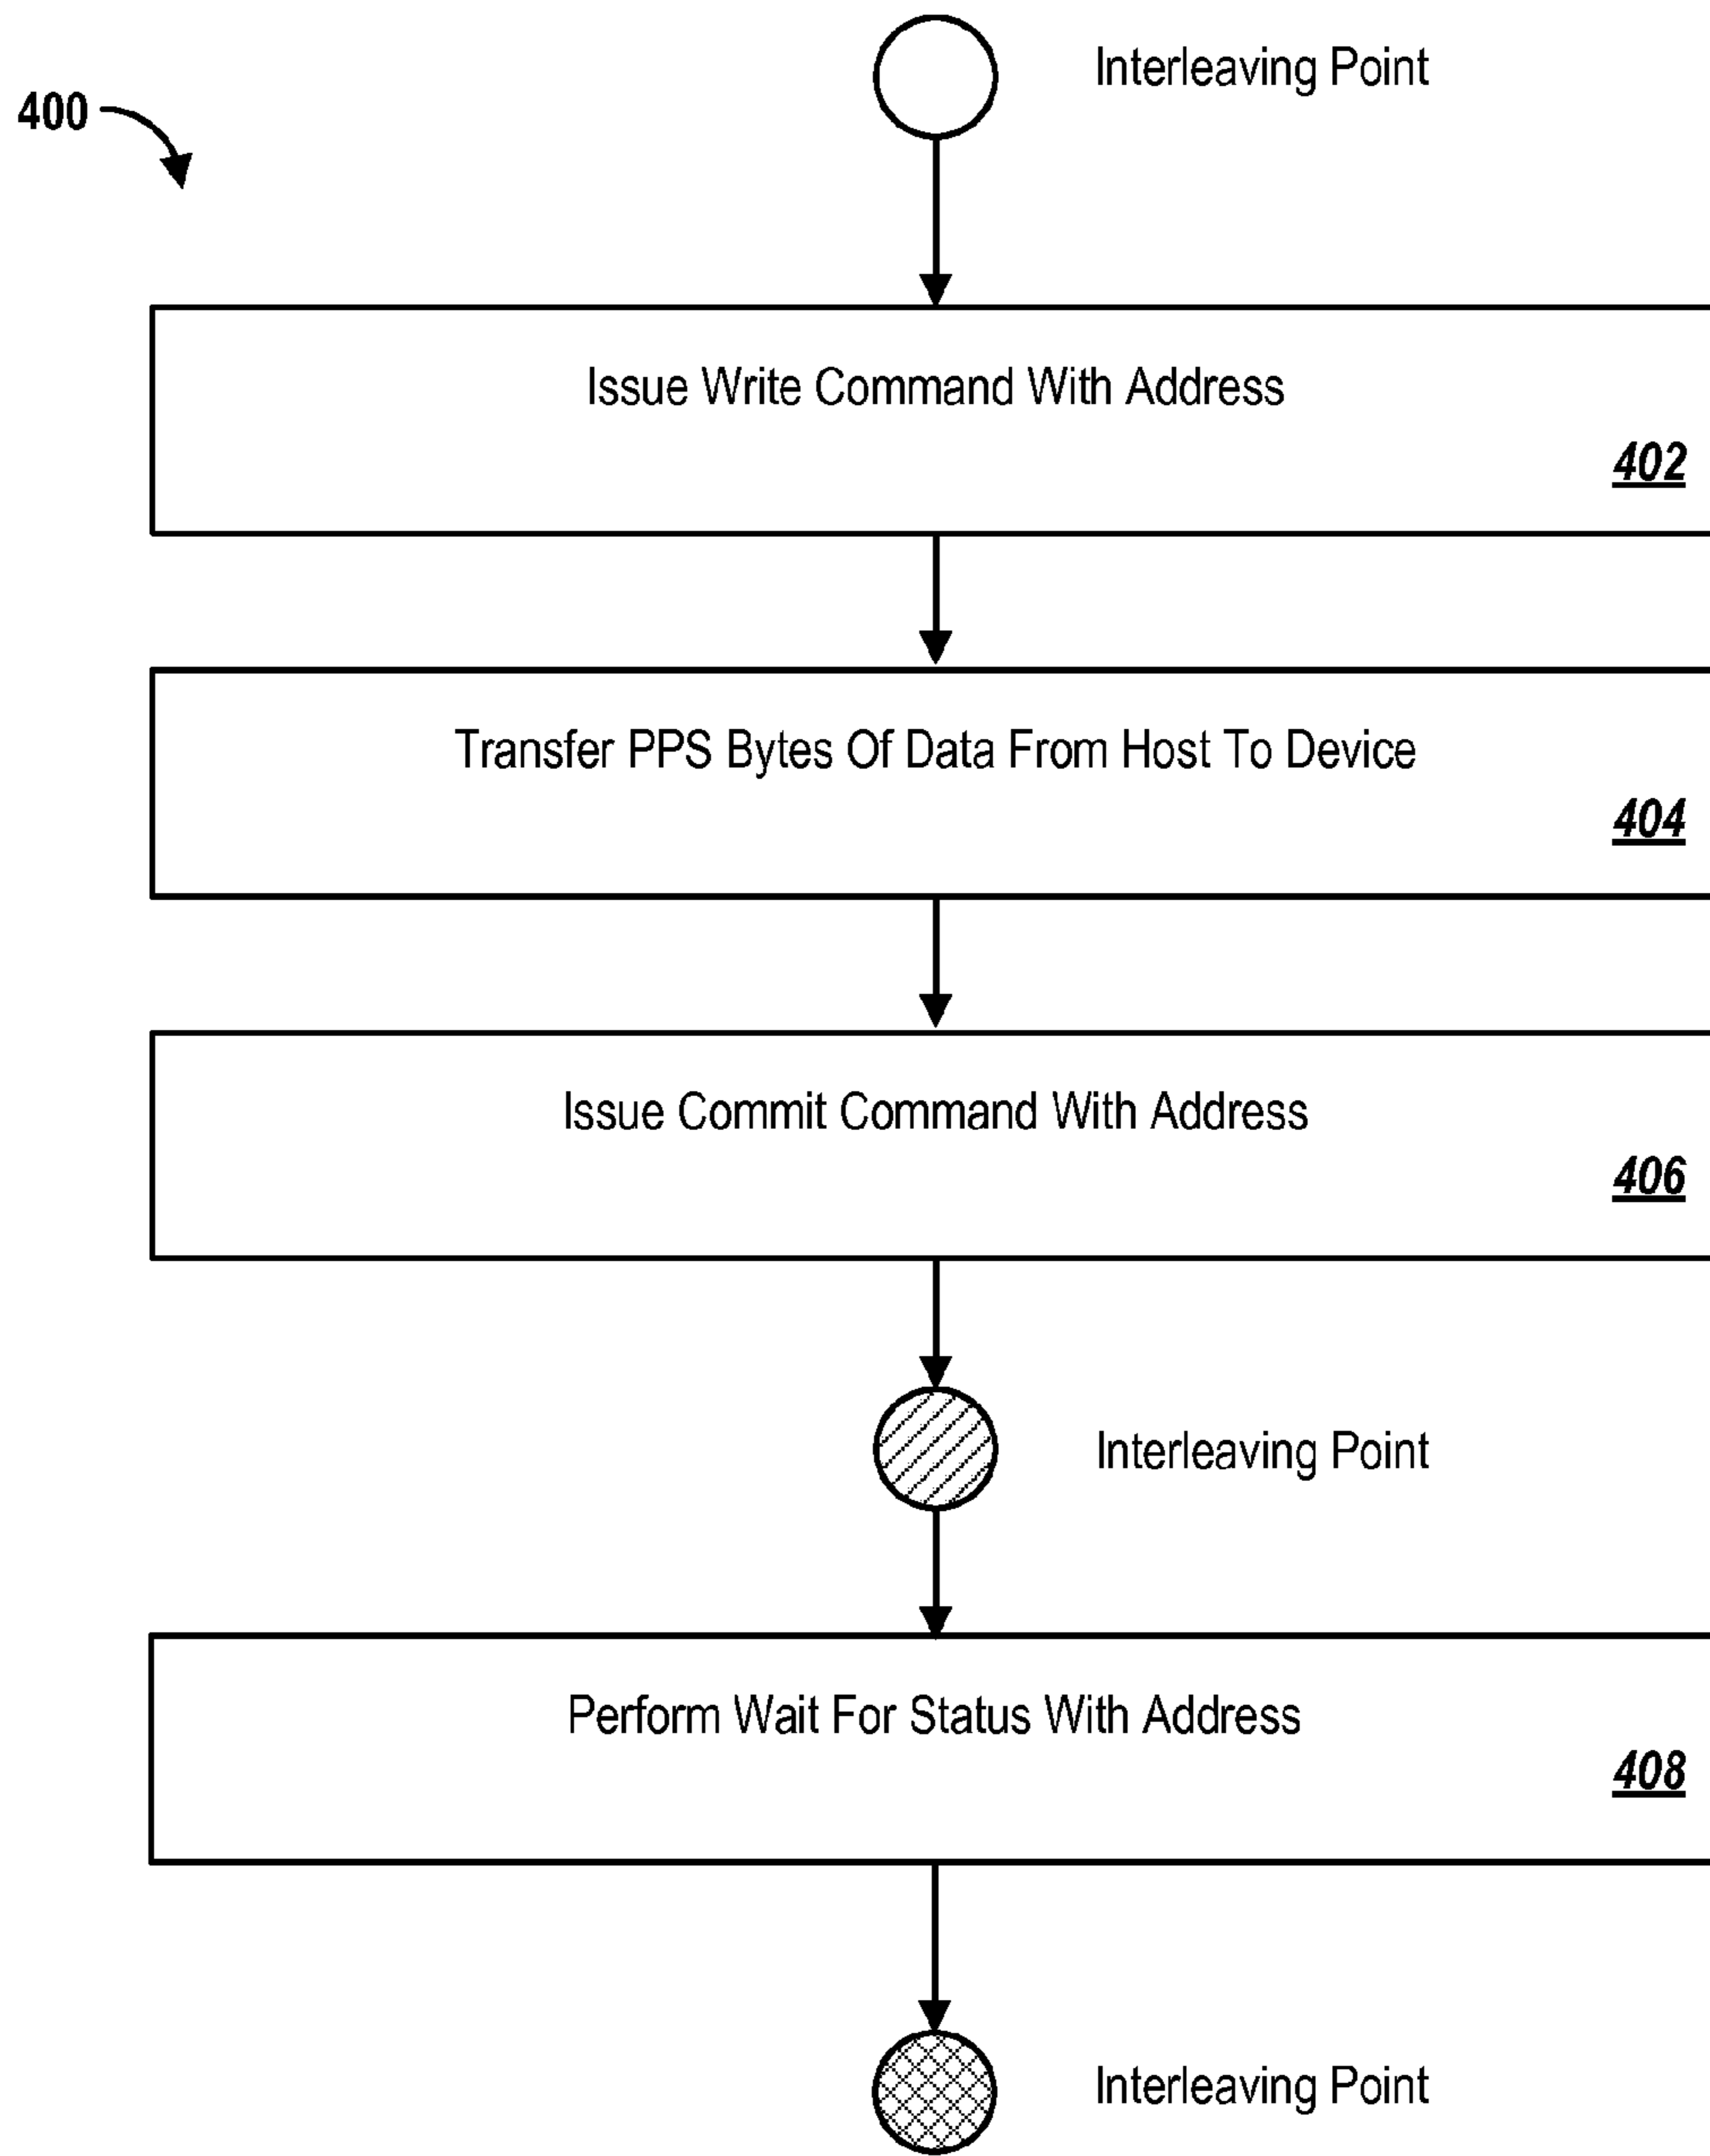 Interleaving Point
400
Issue Write Command With Address
402
Transfer PPS Bytes Of Data From Host To Device
404
Issue Commit Command With Address
406
Interleaving Point
Perform Wait For Status With Address
408
Interleaving Point